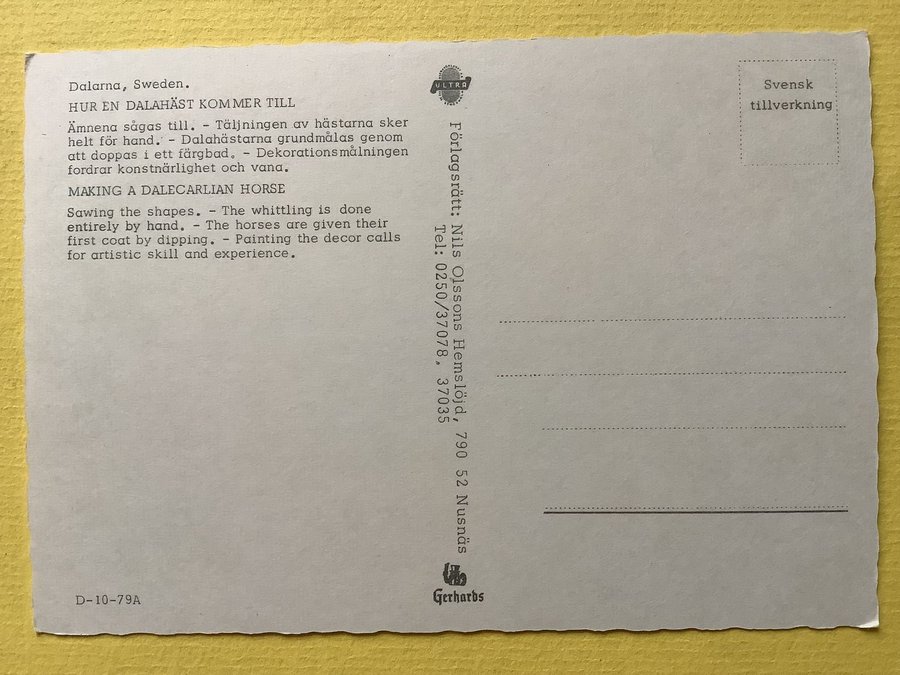 Dalarna, Sweden.
HUR EN DALAHÄST KOMMER TILL
Ämnena sågas till. - Täljningen av hästarna sker
helt för hand. - Dalahästarna grundmålas genom
att doppas i ett färgbad. - Dekorationsmålningen
fordrar konstnärlighet och vana.
MAKING A DALECARLIAN HORSE
Sawing the shapes. - The whittling is done
entirely by hand. - The horses are given their
first coat by dipping. - Painting the decor calls
for artistic skill and experience.
D-10-79A
ULTRA
Förlagsrätt: Nils Olssons Hemslöjd, 790 52 Nusnäs
Tel: 0250/37078, 37035
Gerhards
Svensk
tillverkning